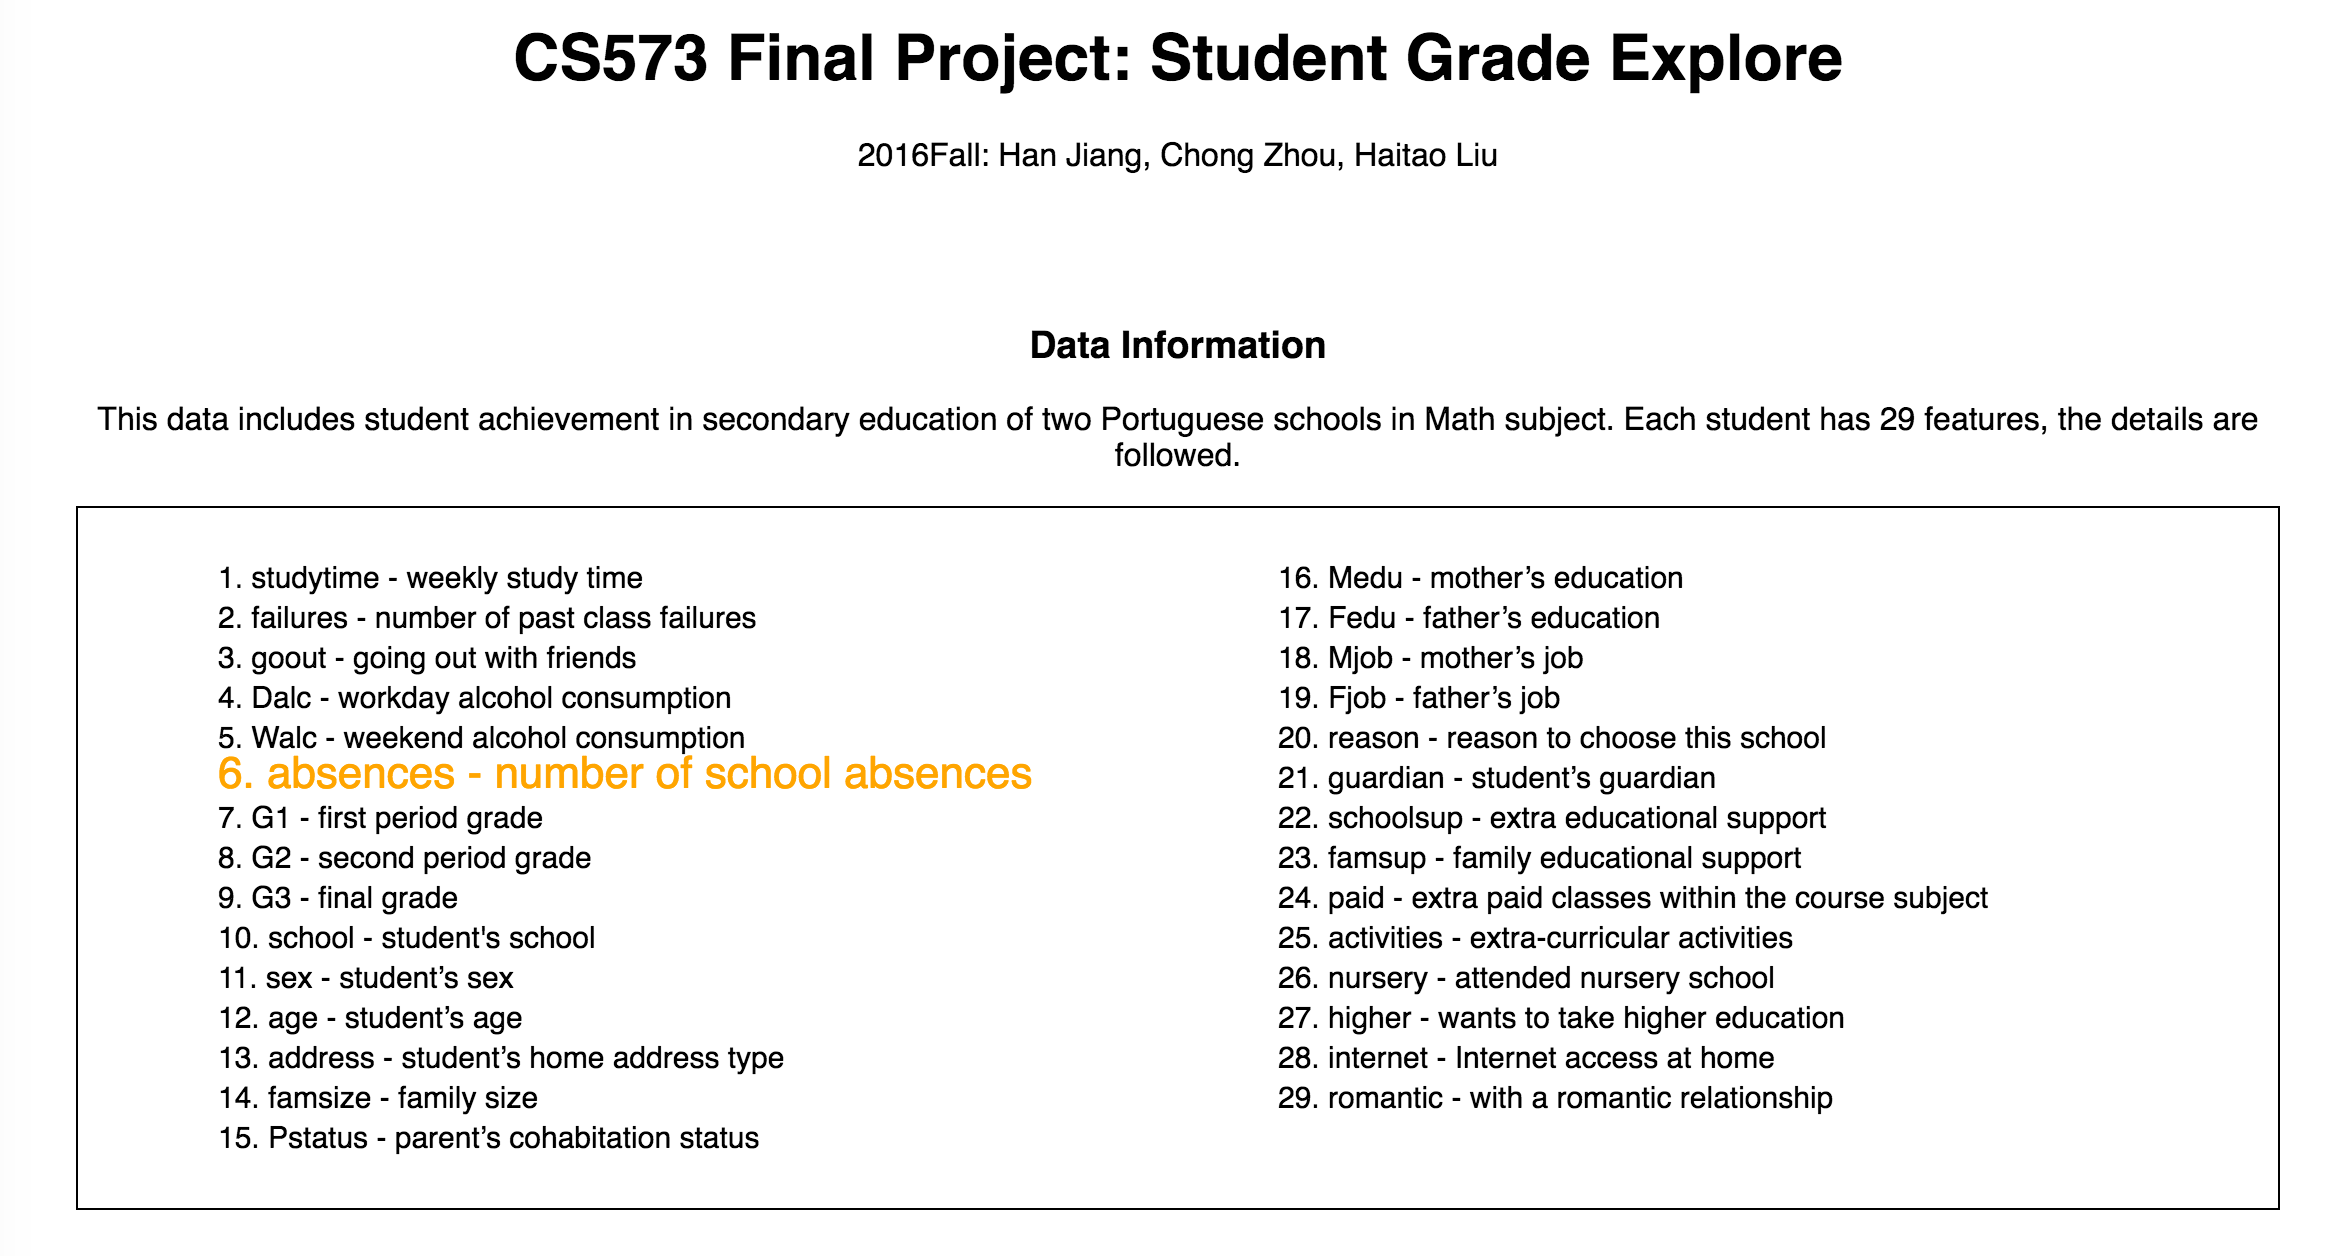 CS573 Final Project: Student Grade Explore
2016Fall: Han Jiang, Chong Zhou, Haitao Liu
Data Information
This data includes student achievement in secondary education of two Portuguese schools in Math subject. Each student has 29 features, the details are
followed.
1. studytime - weekly study time
2. failures - number of past class failures
3. goout - going out with friends
4. Dalc - workday alcohol consumption
5. Walc - weekend alcohol consumption
6. absences - number of school absences
7. G1 - first period grade
8. G2 - second period grade
9. G3 - final grade
10. school - student's school
11. sex - student’s sex
12. age - student’s age
13. address - student’s home address type
14. famsize - family size
15. Pstatus - parent’s cohabitation status
16. Medu - mother’s education
17. Fedu - father’s education
18. Mjob - mother’s job
19. Fjob - father’s job
20. reason - reason to choose this school
21. guardian - student’s guardian
22. schoolsup - extra educational support
23. famsup - family educational support
24. paid - extra paid classes within the course subject
25. activities - extra-curricular activities
26. nursery - attended nursery school
27. higher - wants to take higher education
28. internet - Internet access at home
29. romantic - with a romantic relationship